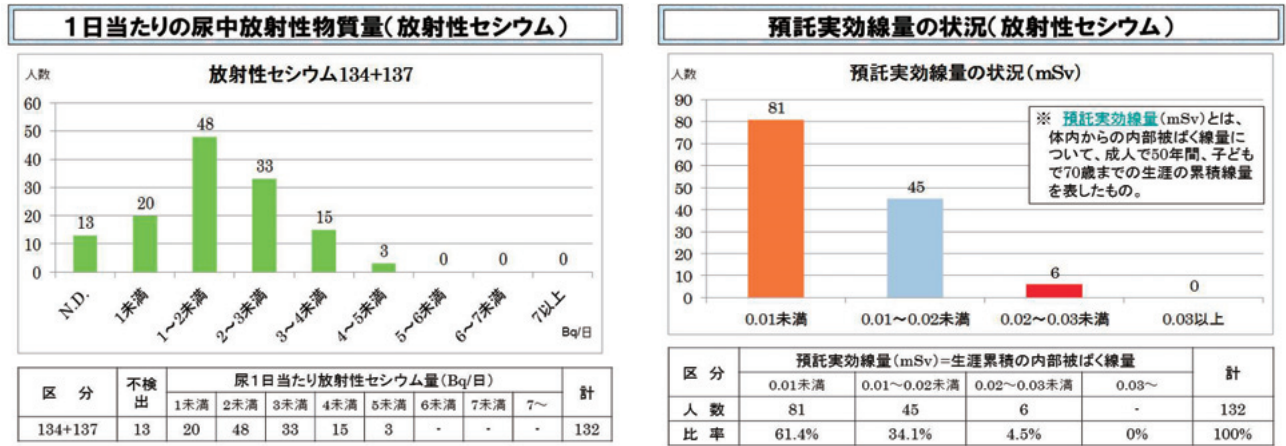 1日当たりの尿中放射性物質量(放射性セシウム)
人数
放射性セシウム134+137
60
50
40
30
20
10
0
13
20
48
33
15
3
0
0
0
N.D.
1未満
1～2未満
2～3未満
3～4未満
4～5未満
5～6未満
6～7未満
7以上
Bq/日
区 分 不検出 尿1日当たり放射性セシウム量(Bq/日) 計
1未満 2未満 3未満 4未満 5未満 6未満 7未満 7～
134+137 13 20 48 33 15 3 - - - 132
預託実効線量の状況(放射性セシウム)
人数
預託実効線量の状況(mSv)
90
80
70
60
50
40
30
20
10
0
81
45
6
0
0.01未満
0.01～0.02未満
0.02～0.03未満
0.03以上
※ 預託実効線量(mSv)とは、
体内からの内部被ばく線量に
ついて、成人で50年間、子ども
で70歳までの生涯の累積線量
を表したもの。
区 分 預託実効線量(mSv)=生涯累積の内部被ばく線量 計
0.01未満 0.01～0.02未満 0.02～0.03未満 0.03～
人 数 81 45 6 - 132
比 率 61.4% 34.1% 4.5% 0% 100%